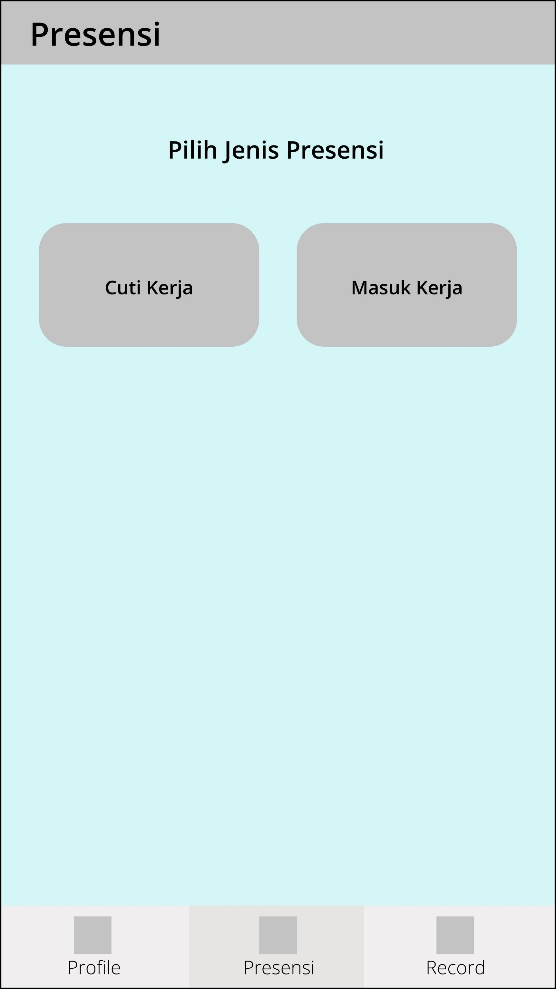 Presensi
Pilih Jenis Presensi
Cuti Kerja
Masuk Kerja
Profile
Presensi
Record